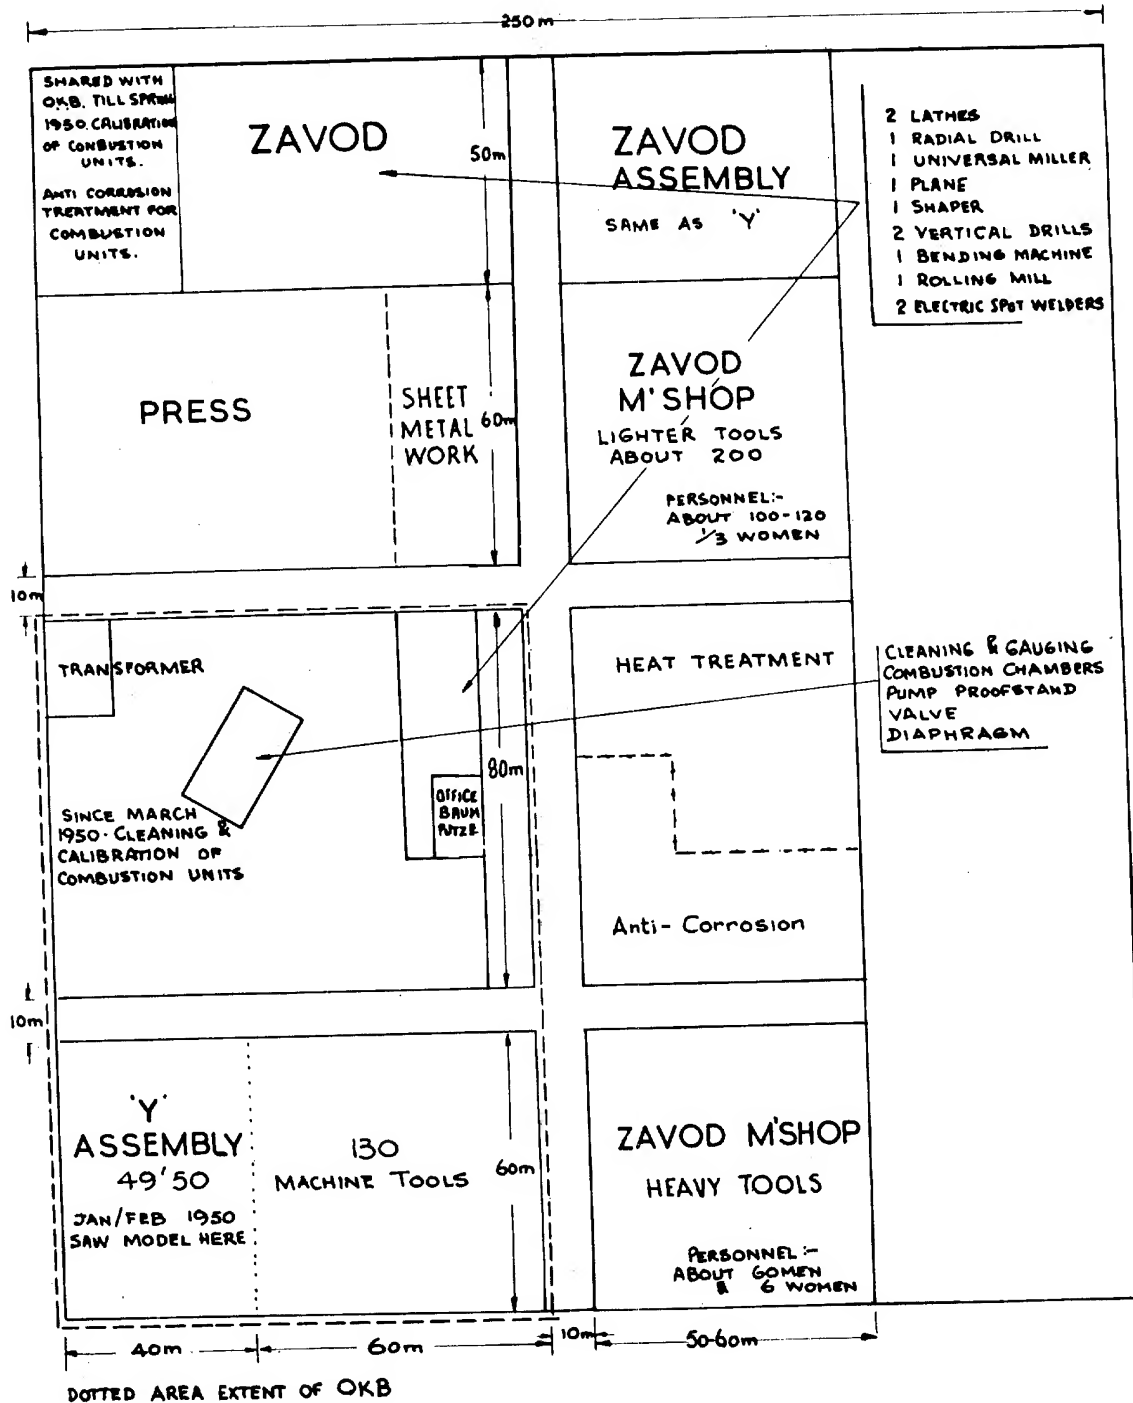 250m
SHARED WITH
OKB. TILL SPRING
1950. CALIBRATION
OF CONBUSTION
UNITS.
ANTI CORROSION
TREATMENT FOR
COMBUSTION
UNITS.
ZAVOD
50m
ZAVOD
ASSEMBLY
SAME AS 'Y'
2 LATHES
1 RADIAL DRILL
1 UNIVERSAL MILLER
1 PLANE
1 SHAPER
2 VERTICAL DRILLS
1 BENDING MACHINE
1 ROLLING MILL
2 ELECTRIC SPOT WELDERS
PRESS
SHEET
METAL
WORK
60m
ZAVOD
M'SHOP
LIGHTER TOOLS
ABOUT 200
PERSONNEL:-
ABOUT 100-120
1/3 WOMEN
10m
TRANSFORMER
SINCE MARCH
1950. CLEANING &
CALIBRATION OF
COMBUSTION UNITS
OFFICE
BAUM
80m
HEAT TREATMENT
Anti-Corrosion
CLEANING & GAUGING
COMBUSTION CHAMBERS
PUMP PROOFSTAND
VALVE
DIAPHRAGM
10m
'Y'
ASSEMBLY
49'50
JAN/FEB 1950
SAW MODEL HERE
130
MACHINE TOOLS
60m
ZAVOD M'SHOP
HEAVY TOOLS
PERSONNEL:-
ABOUT 60MEN
& 6 WOMEN
40m
60m
10m
50-60m
DOTTED AREA EXTENT OF OKB